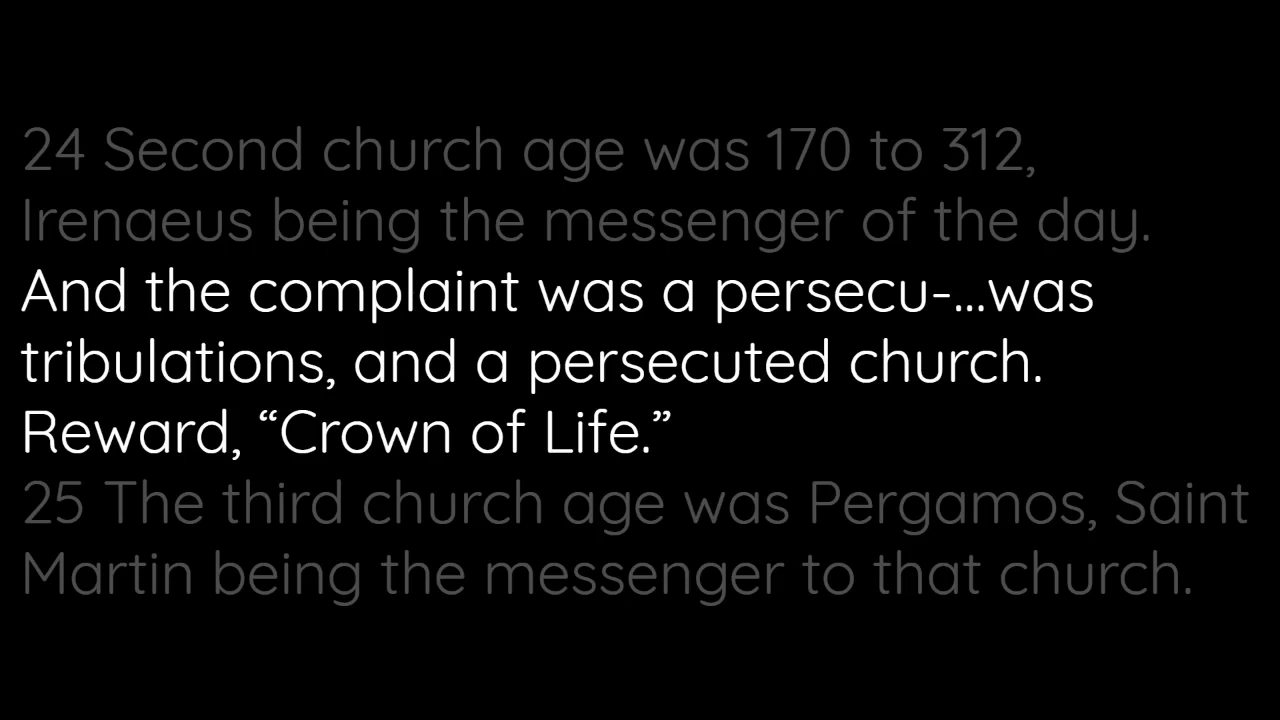 24 Second church age was 170 to 312,
Irenaeus being the messenger of the day.
And the complaint was a persecu-...was
tribulations, and a persecuted church.
Reward, “Crown of Life.”
25 The third church age was Pergamos, Saint
Martin being the messenger to that church.